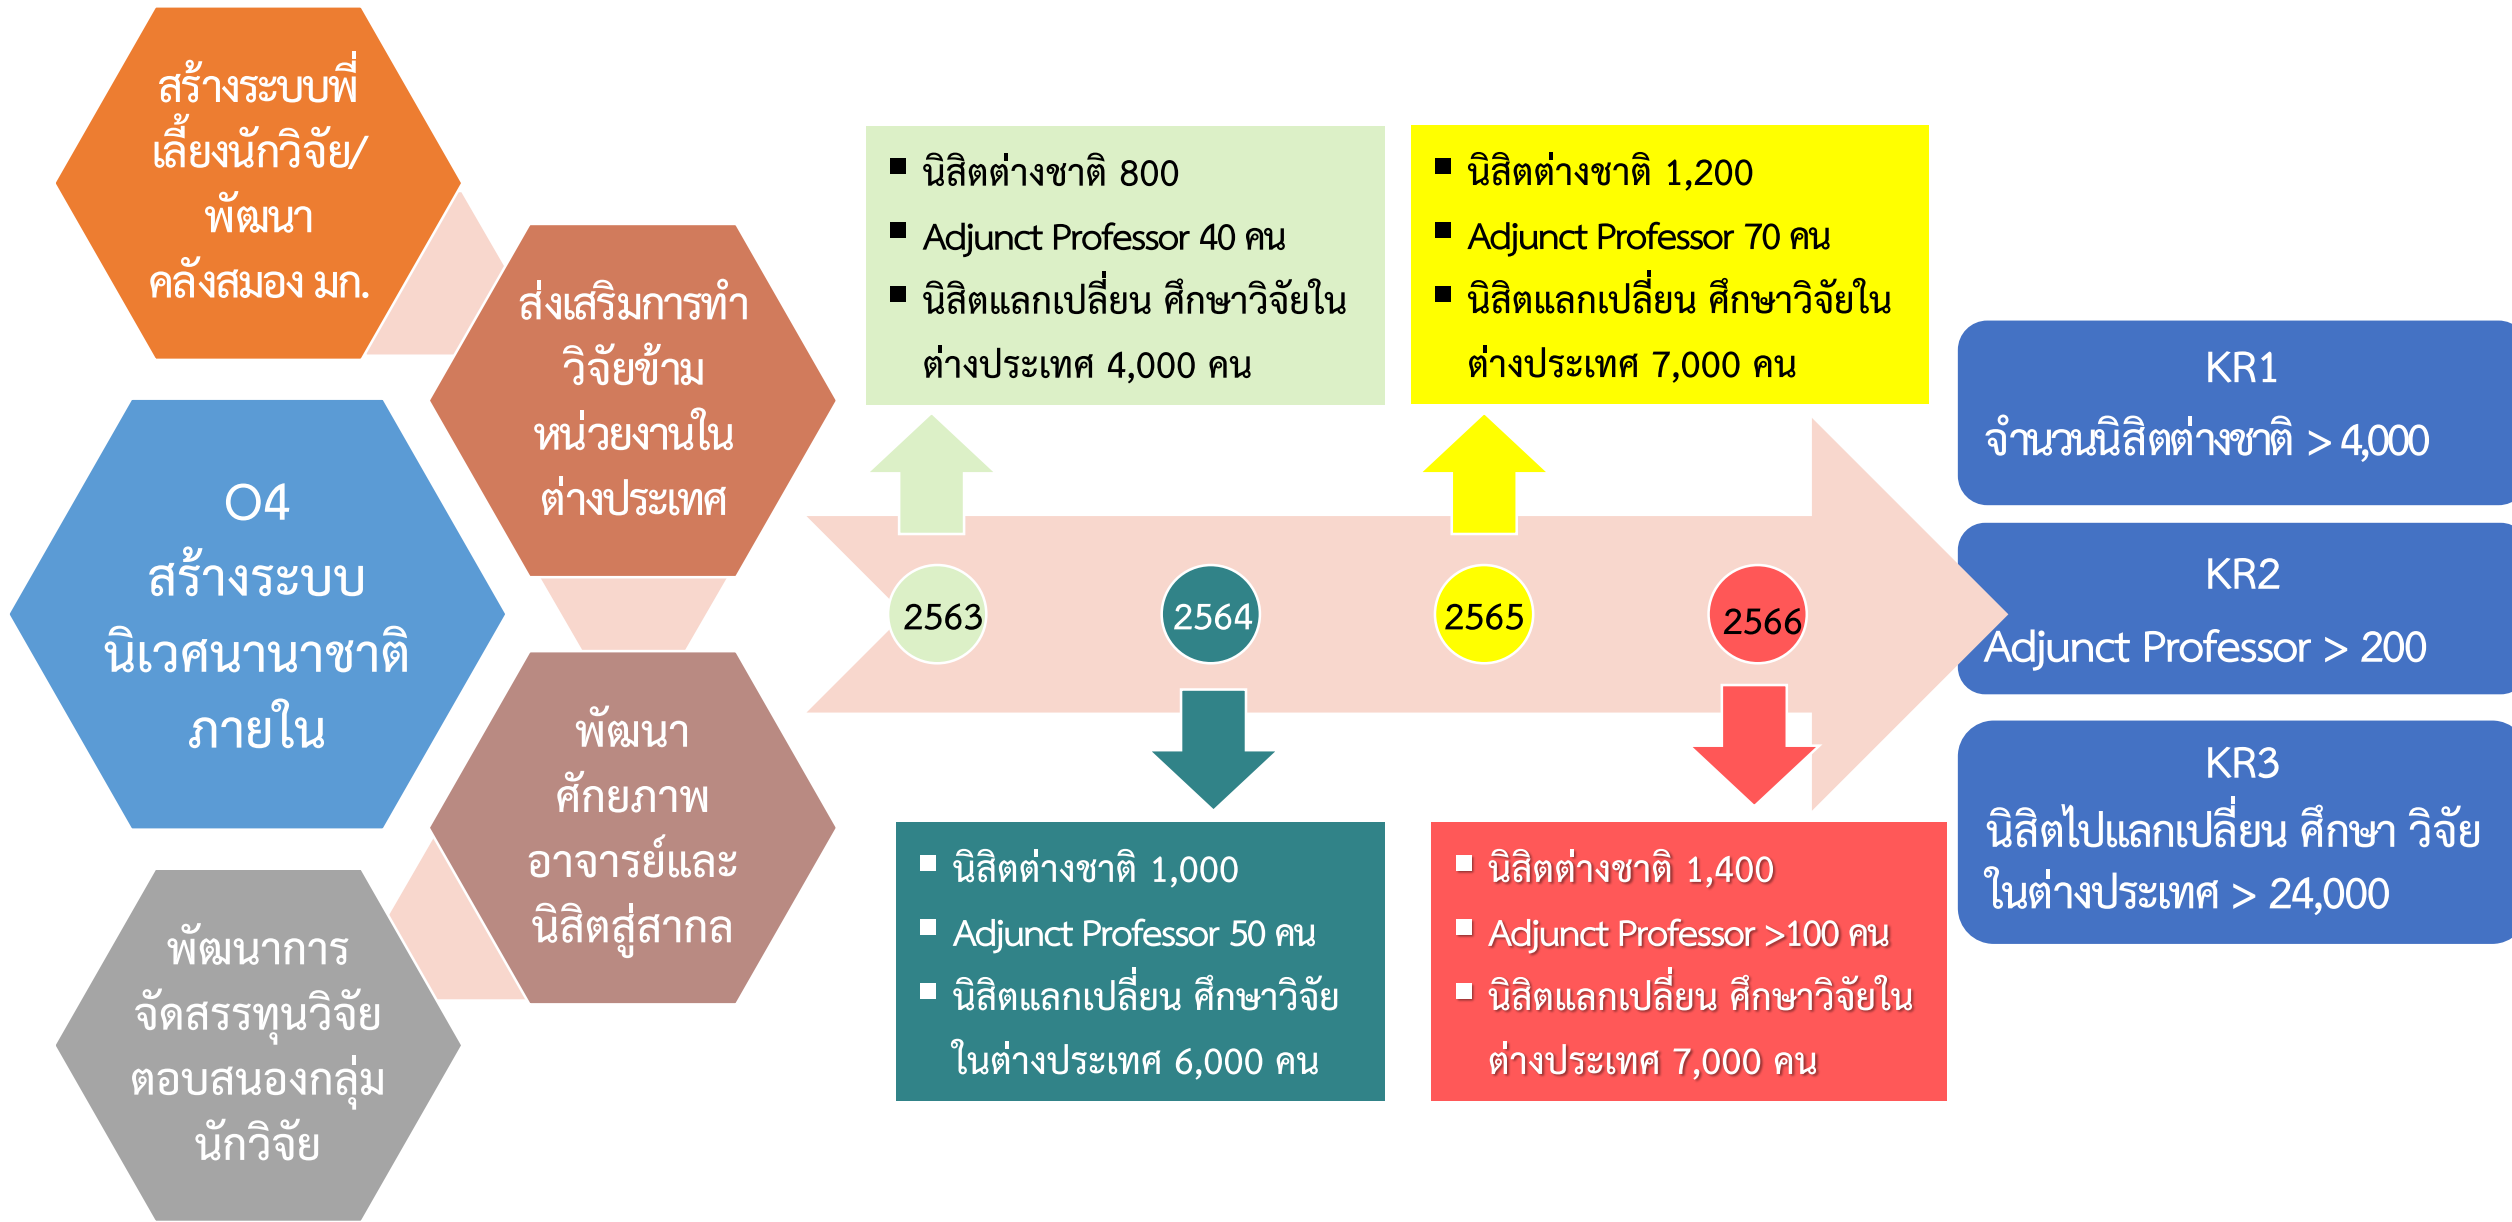 สร้างระบบพี่
เลี้ยงนักวิจัย/
พัฒนา
คลังสมอง มก.
ส่งเสริมการทำ
วิจัยข้าม
หน่วยงานใน
ต่างประเทศ
O4
สร้างระบบ
นิเวศนานาชาติ
ภายใน
พัฒนา
ศักยภาพ
อาจารย์และ
นิสิตสู่สากล
พัฒนาการ
จัดสรรทุนวิจัย
ตอบสนองกลุ่ม
นักวิจัย
นิสิตต่างชาติ 800
Adjunct Professor 40 คน
นิสิตแลกเปลี่ยน ศึกษาวิจัยใน
ต่างประเทศ 4,000 คน
นิสิตต่างชาติ 1,200
Adjunct Professor 70 คน
นิสิตแลกเปลี่ยน ศึกษาวิจัยใน
ต่างประเทศ 7,000 คน
2563
2564
2565
2566
นิสิตต่างชาติ 1,000
Adjunct Professor 50 คน
นิสิตแลกเปลี่ยน ศึกษาวิจัย
ในต่างประเทศ 6,000 คน
นิสิตต่างชาติ 1,400
Adjunct Professor >100 คน
นิสิตแลกเปลี่ยน ศึกษาวิจัยใน
ต่างประเทศ 7,000 คน
KR1
จำนวนนิสิตต่างชาติ > 4,000
KR2
Adjunct Professor > 200
KR3
นิสิตไปแลกเปลี่ยน ศึกษา วิจัย
ในต่างประเทศ > 24,000